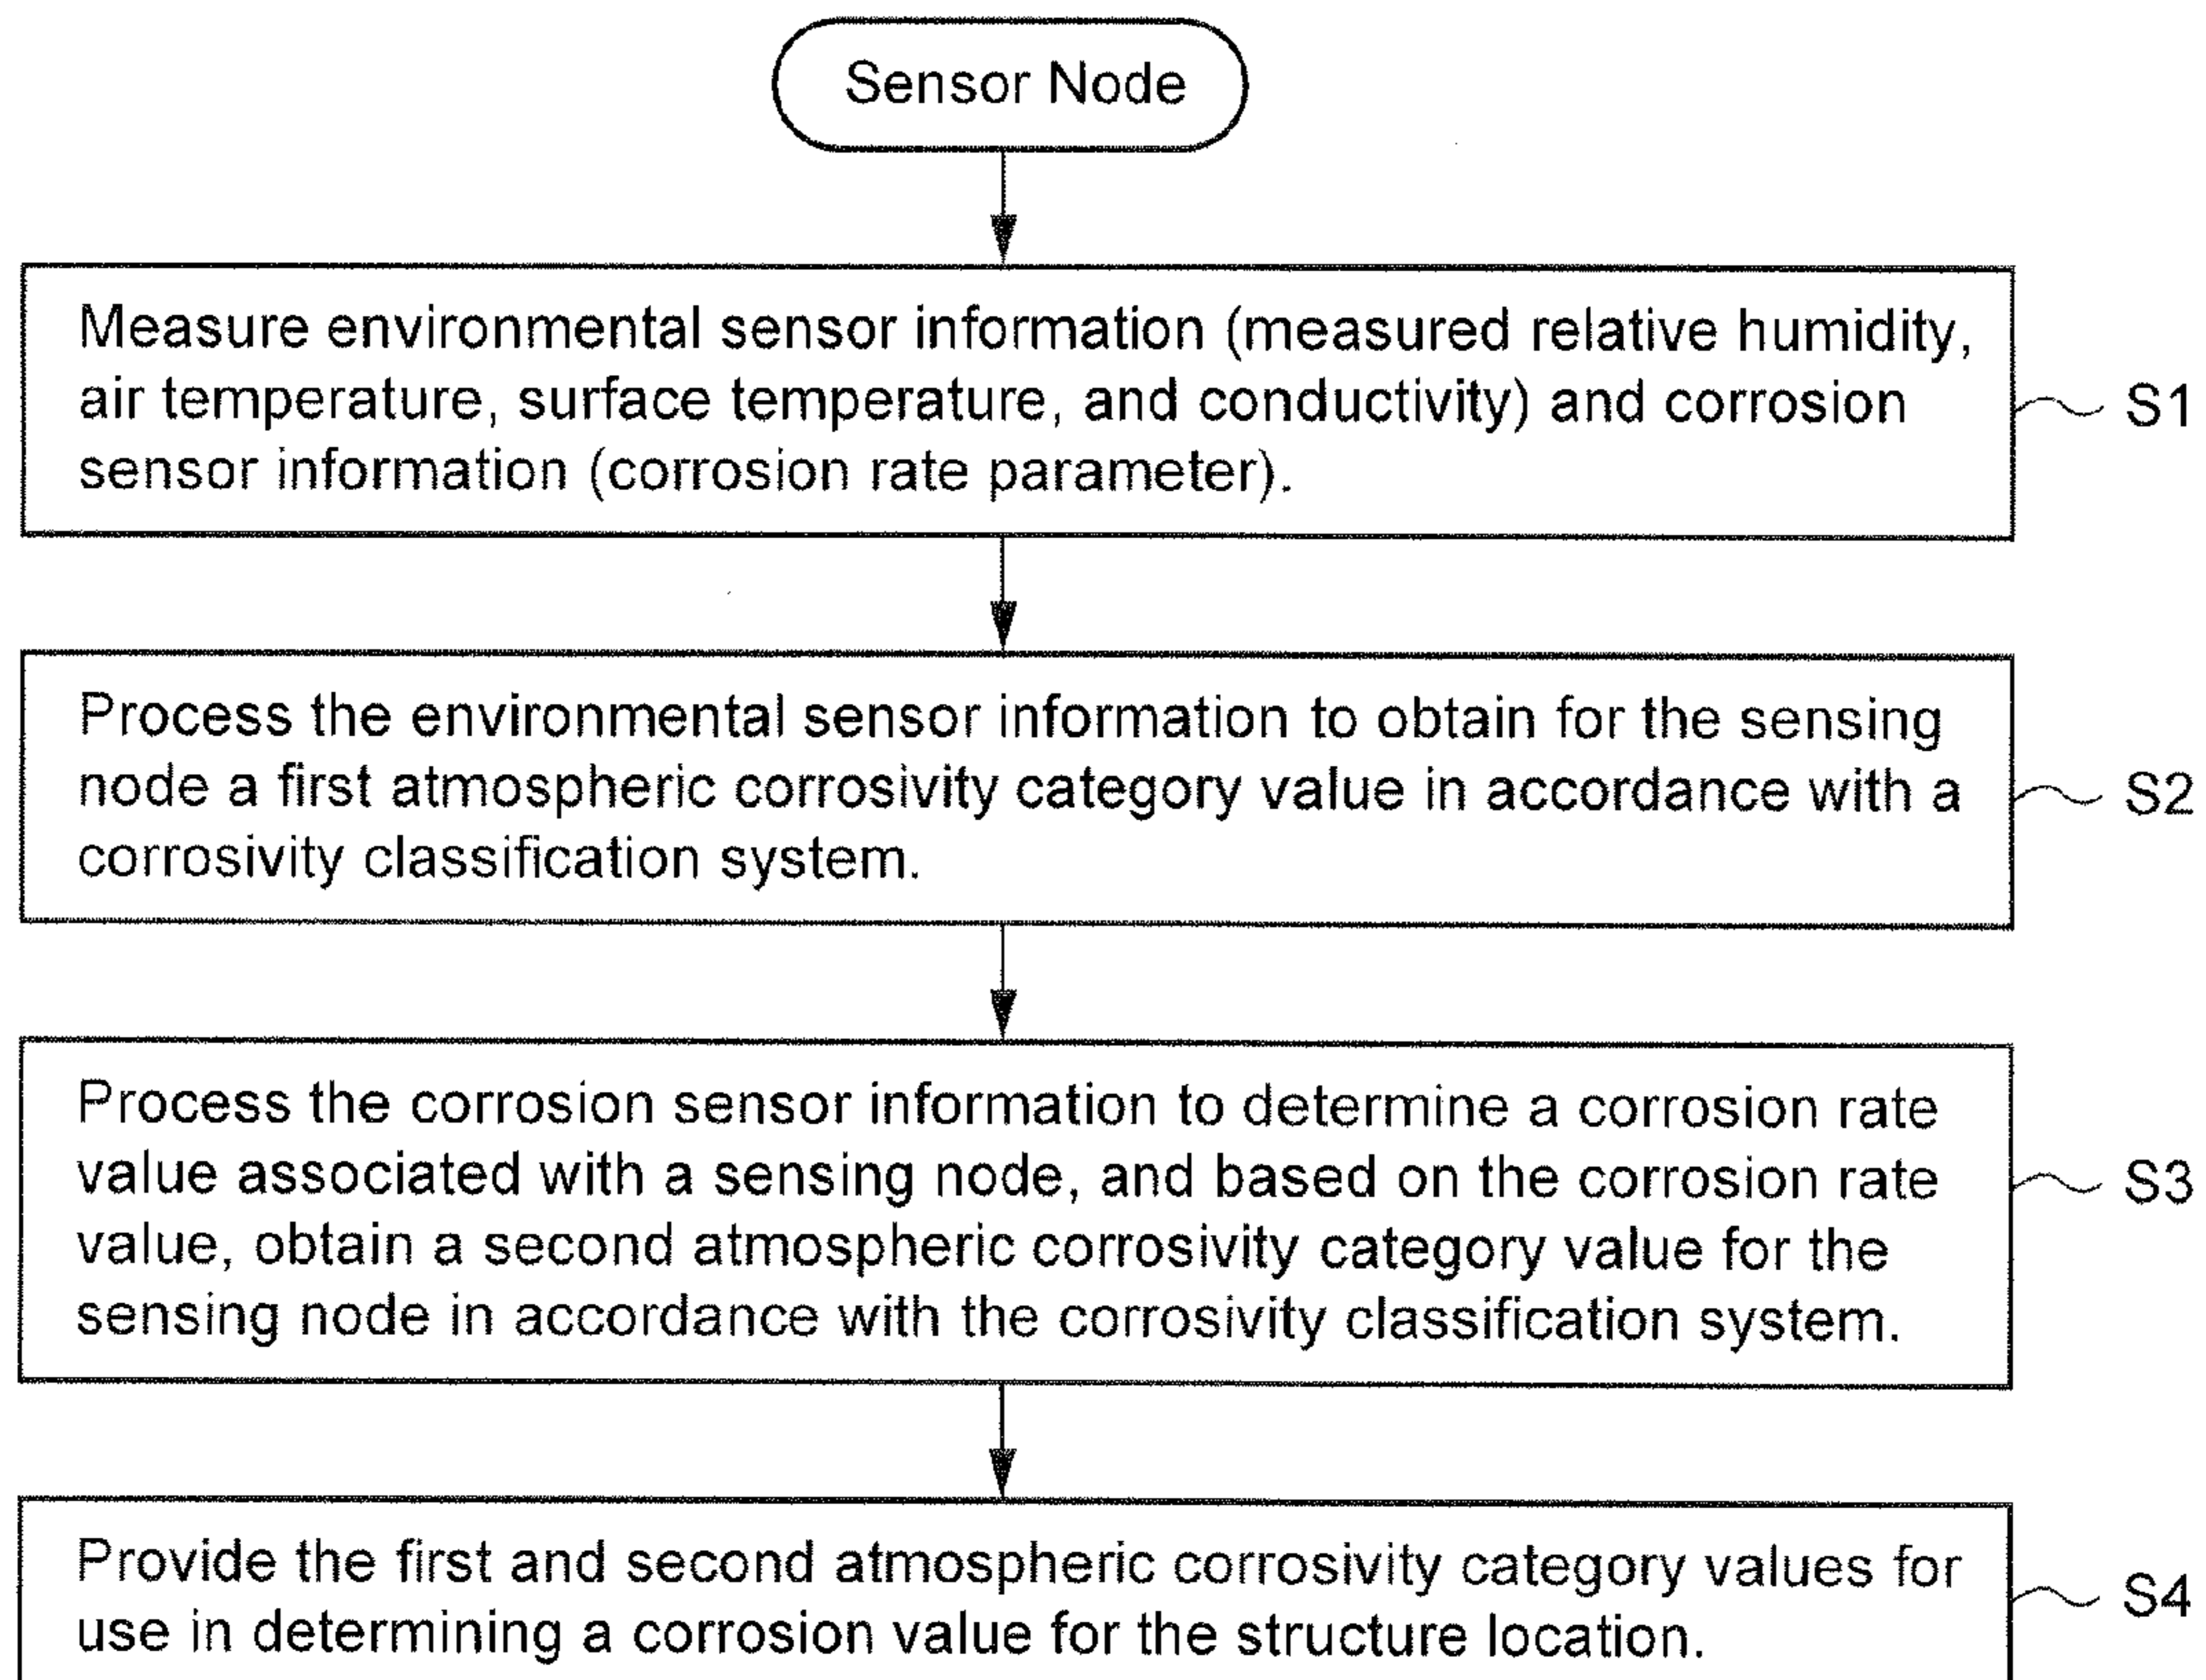 Sensor Node
Measure environmental sensor information (measured relative humidity,
air temperature, surface temperature, and conductivity) and corrosion
sensor information (corrosion rate parameter).
S1
Process the environmental sensor information to obtain for the sensing
node a first atmospheric corrosivity category value in accordance with a
corrosivity classification system.
S2
Process the corrosion sensor information to determine a corrosion rate
value associated with a sensing node, and based on the corrosion rate
value, obtain a second atmospheric corrosivity category value for the
sensing node in accordance with the corrosivity classification system.
S3
Provide the first and second atmospheric corrosivity category values for
use in determining a corrosion value for the structure location.
S4